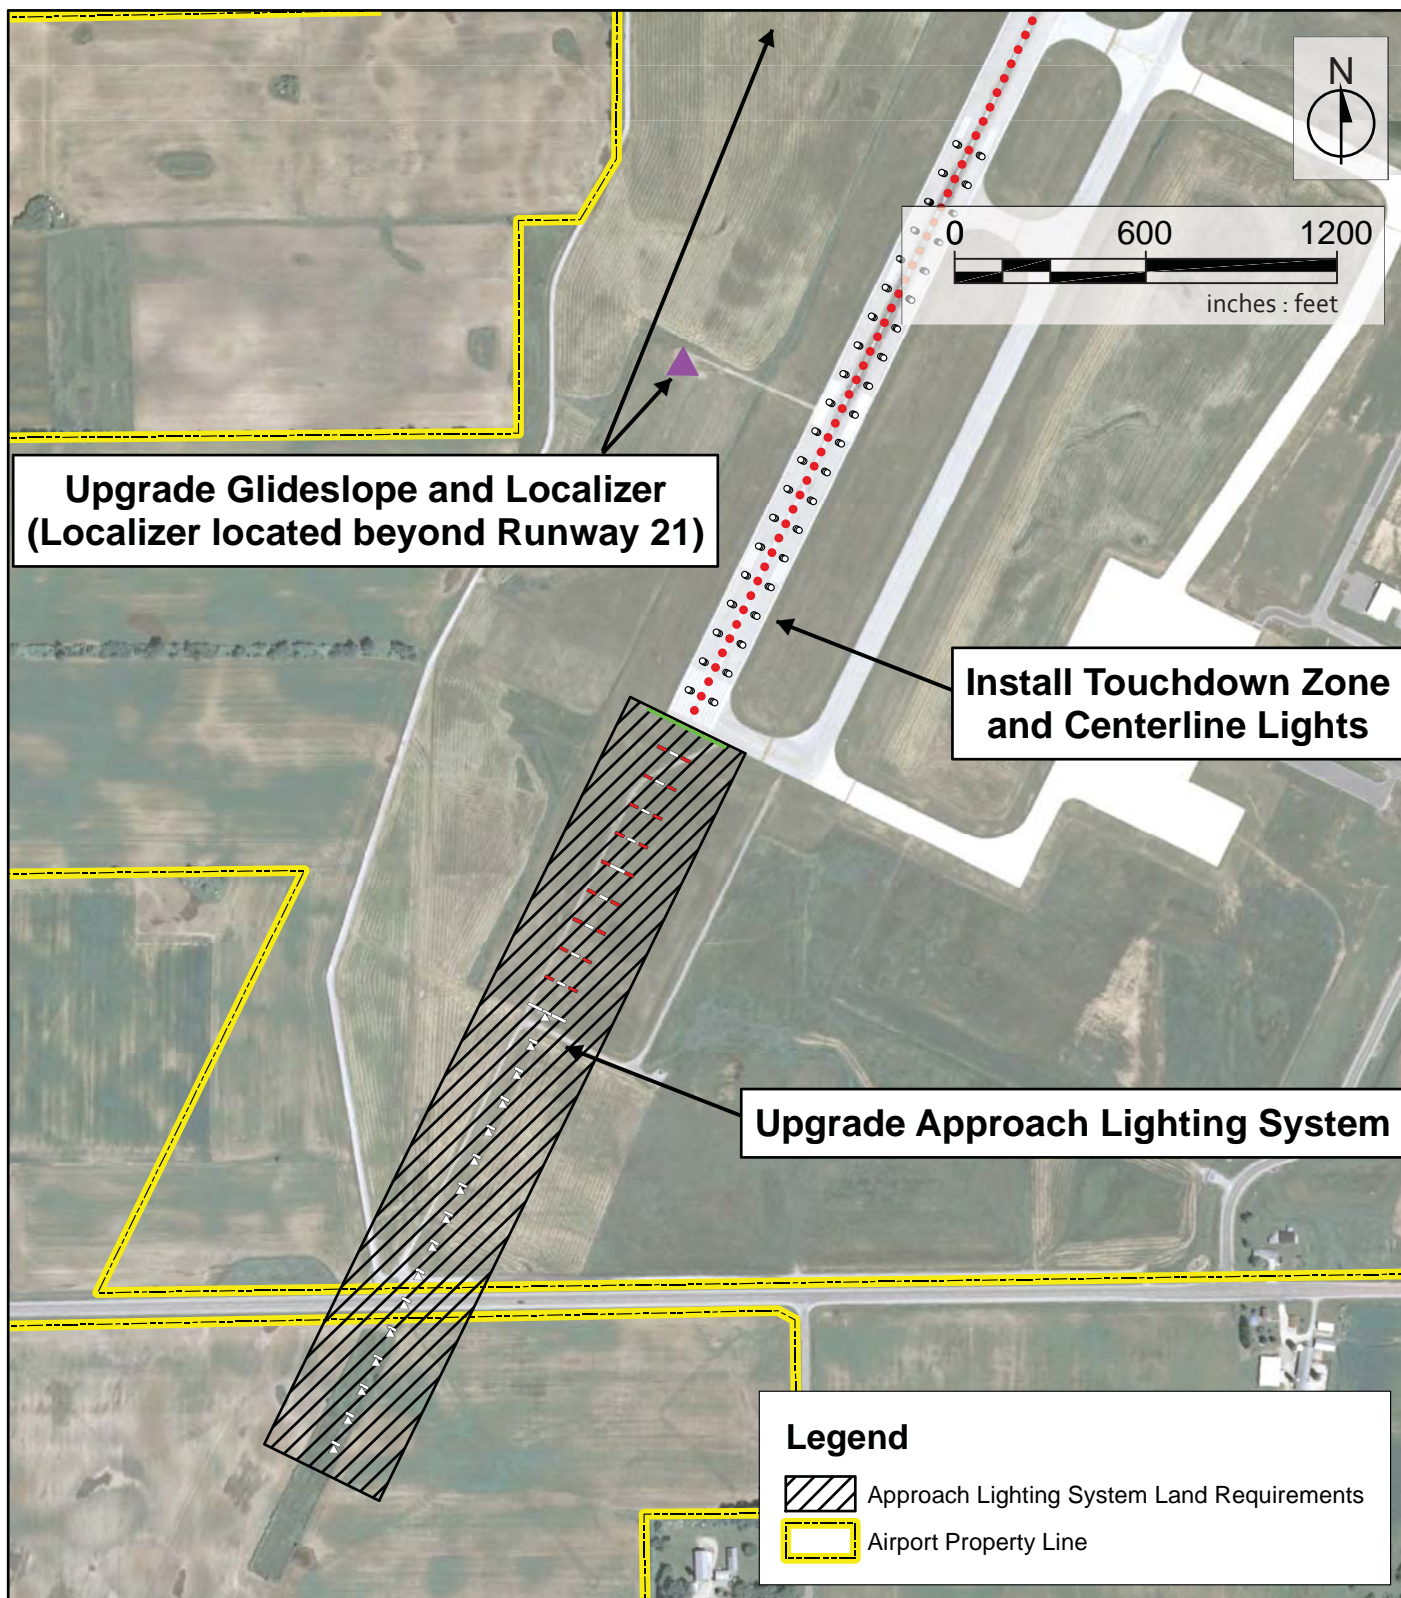 N
0 600 1200
inches : feet
Upgrade Glideslope and Localizer
(Localizer located beyond Runway 21)
Install Touchdown Zone
and Centerline Lights
Upgrade Approach Lighting System
Legend
Approach Lighting System Land Requirements
Airport Property Line